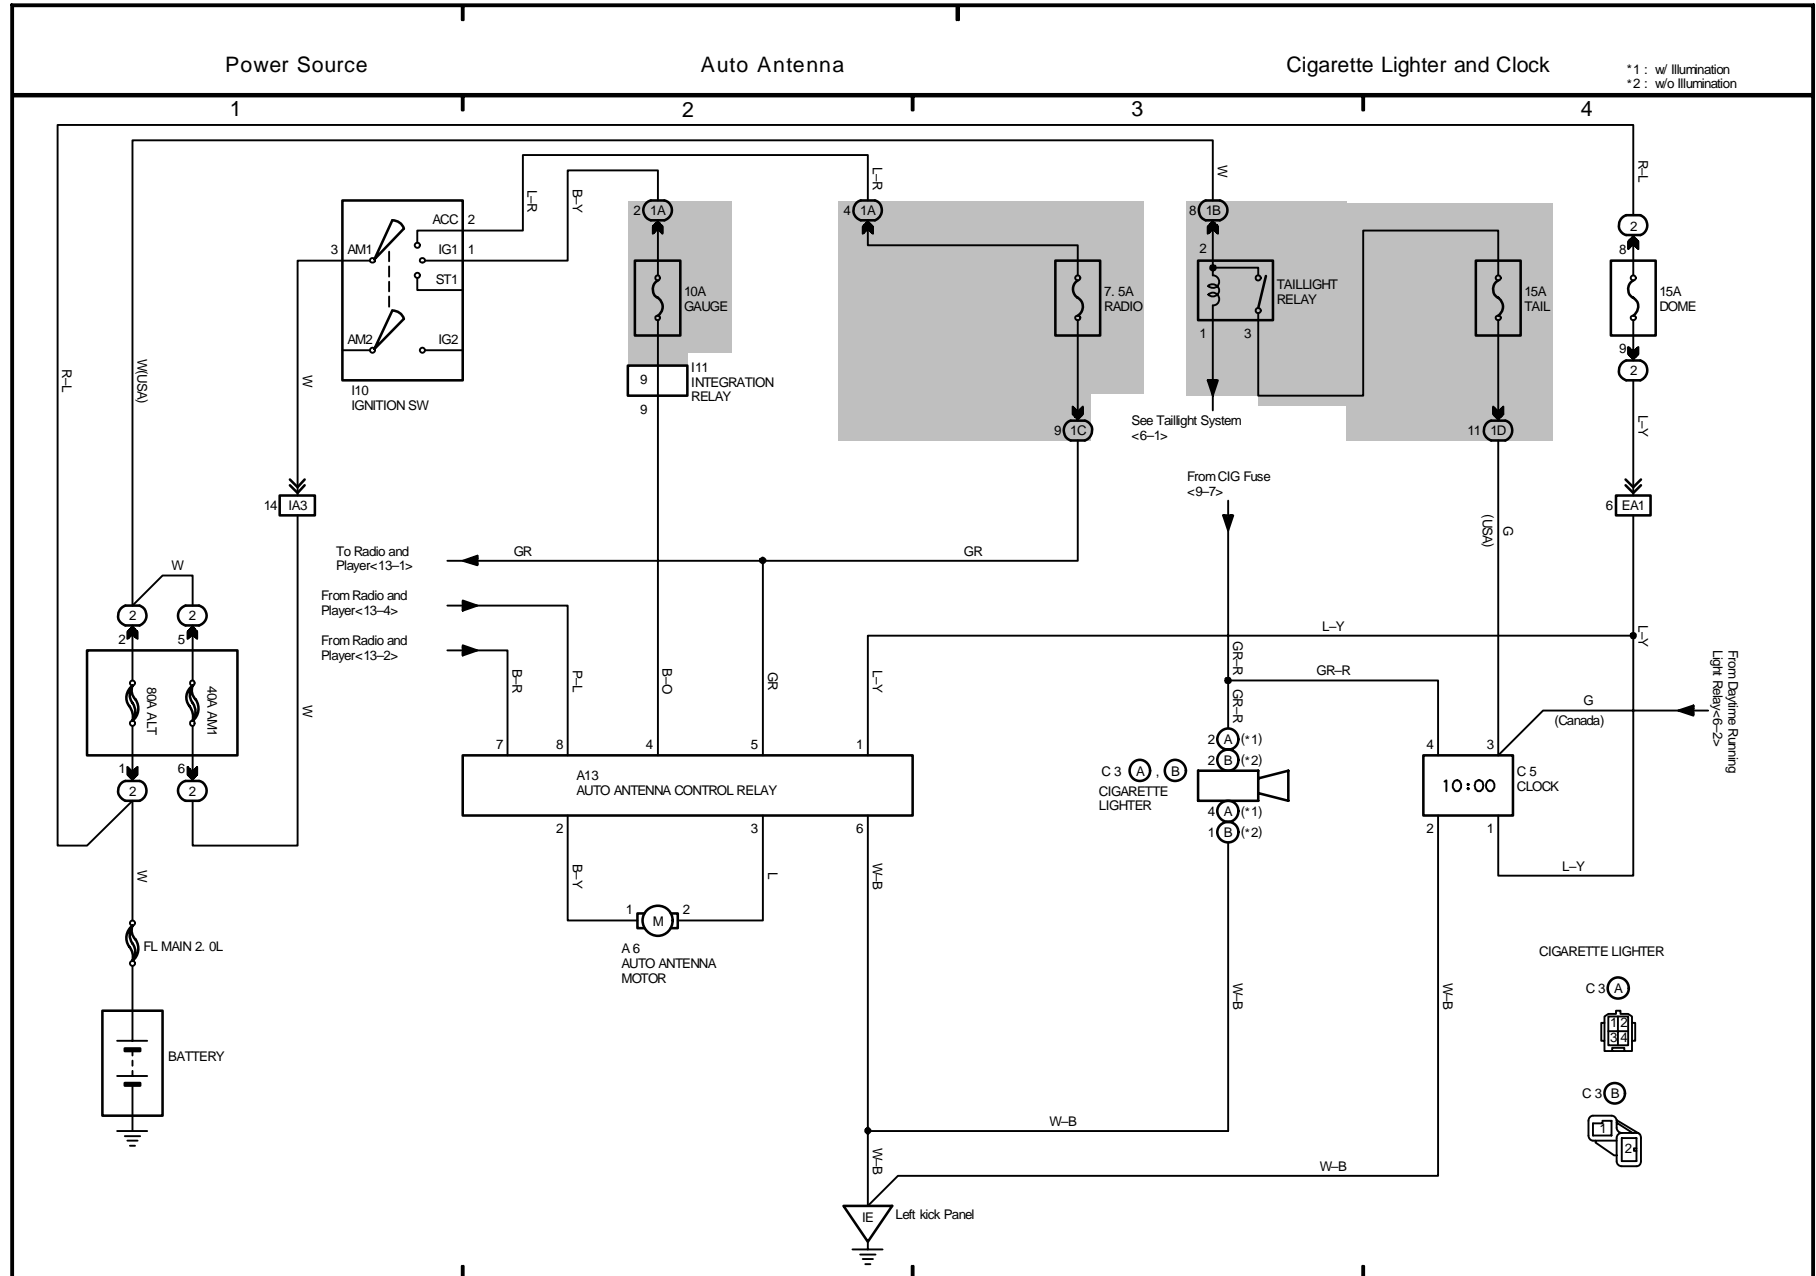 Power Source
Auto Antenna
Cigarette Lighter and Clock
*1 : w/ Illumination
*2 : w/o Illumination
1
2
3
4
R–L
W(USA)
W
3
AM1
AM2
ACC
2
IG1
1
ST1
IG2
I10
IGNITION SW
L–R
B–Y
2
1A
10A
GAUGE
9
I11
INTEGRATION
RELAY
9
L–R
4
1A
7. 5A
RADIO
9
1C
W
8
1B
2
TAILLIGHT
RELAY
1
3
See Taillight System
<6–1>
15A
TAIL
11
1D
R–L
2
8
15A
DOME
9
2
L–Y
6
EA1
14
IA3
W
From CIG Fuse
<9–7>
G
(USA)
To Radio and
Player<13–1>
GR
GR
From Radio and
Player<13–4>
From Radio and
Player<13–2>
W
2
2
2
5
80A ALT
40A AM1
1
6
2
2
B–R
P–L
B–O
GR
L–Y
L–Y
L–Y
GR–R
GR–R
GR–R
G
(Canada)
From Daytime Running
Light Relay<6–2>
7
8
4
5
1
A13
AUTO ANTENNA CONTROL RELAY
2
3
6
2
A
(*1)
2
B
(*2)
C 3
A
,
B
CIGARETTE
LIGHTER
4
A
(*1)
1
B
(*2)
4
3
10:00
C 5
CLOCK
2
1
L–Y
W
B–Y
L
W–B
1
M
2
A 6
AUTO ANTENNA
MOTOR
FL MAIN 2. 0L
BATTERY
W–B
W–B
CIGARETTE LIGHTER
C 3
A
1
2
3
4
C 3
B
1
2
W–B
W–B
W–B
IE
Left kick Panel